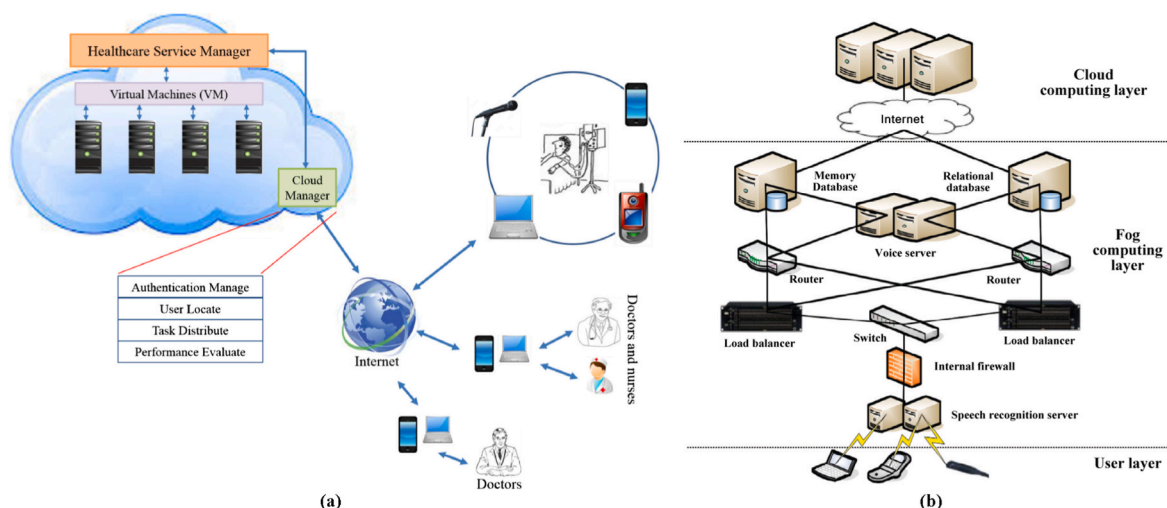 Healthcare Service Manager
Virtual Machines (VM)
Cloud
Manager
Authentication Manage
User Locate
Task Distribute
Performance Evaluate
Internet
Doctors and nurses
Doctors
(a)
Cloud
computing layer
Internet
Memory
Database
Relational
database
Voice server
Fog
computing
layer
Router
Router
Load balancer
Switch
Load balancer
Internal firewall
Speech recognition server
User layer
(b)